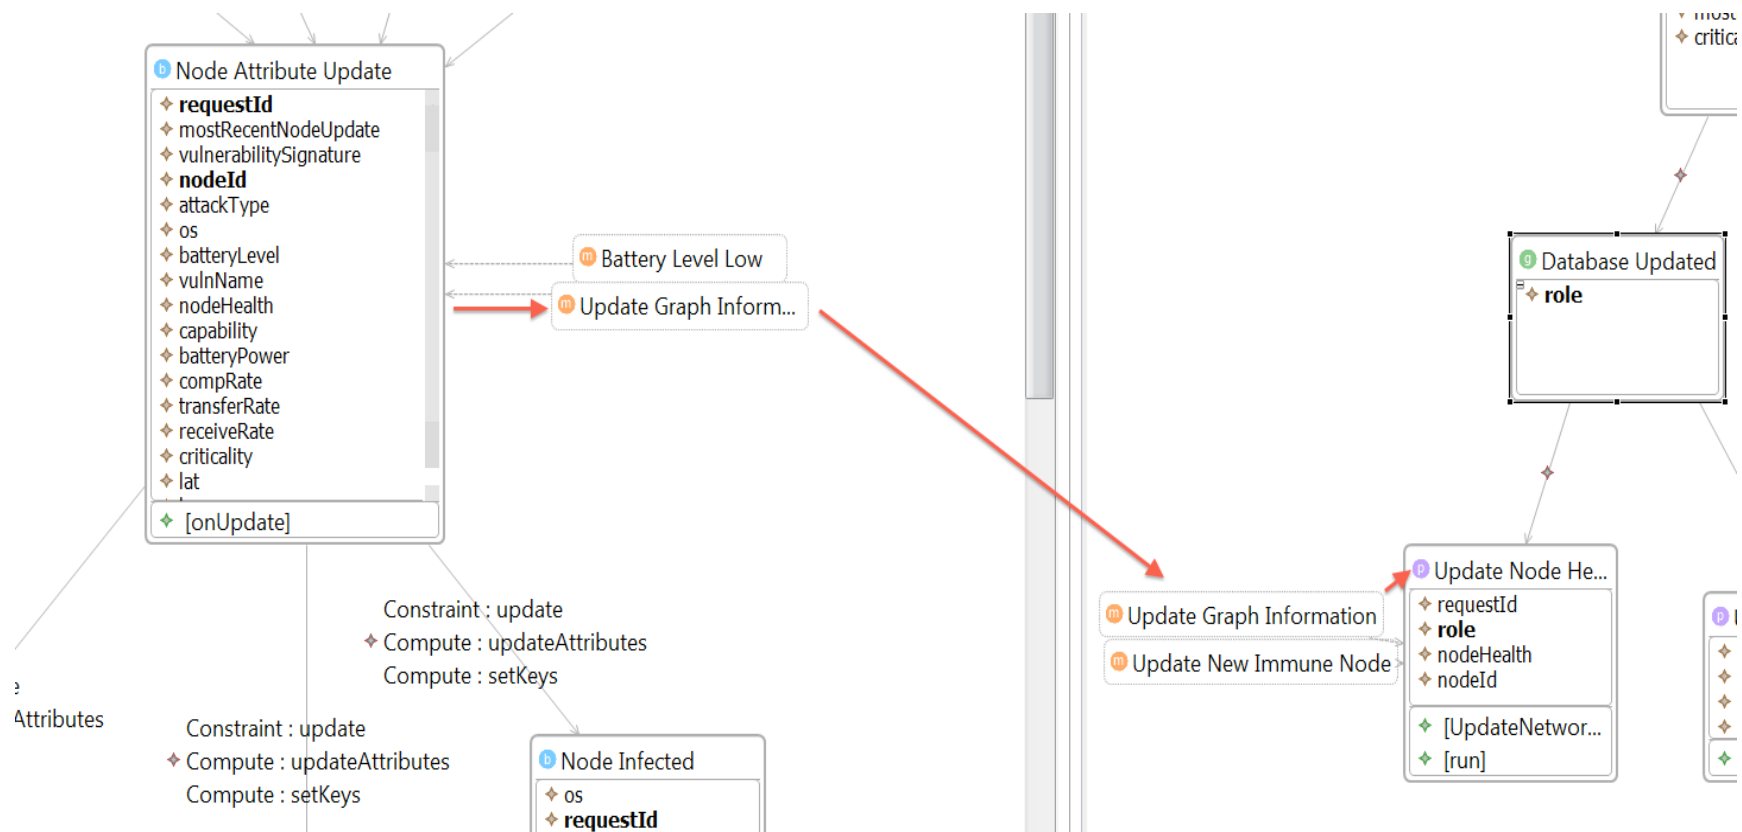 Node Attribute Update
requestId
mostRecentNodeUpdate
vulnerabilitySignature
nodeId
attackType
os
batteryLevel
vulnName
nodeHealth
capability
batteryPower
compRate
transferRate
receiveRate
criticality
lat
[onUpdate]
Battery Level Low
Update Graph Inform...
Constraint : update
Compute : updateAttributes
Compute : setKeys
Attributes
Constraint : update
Compute : updateAttributes
Compute : setKeys
Node Infected
os
requestId
Database Updated
role
Update Graph Information
Update New Immune Node
Update Node He...
requestId
role
nodeHealth
nodeId
[UpdateNetwor...
[run]